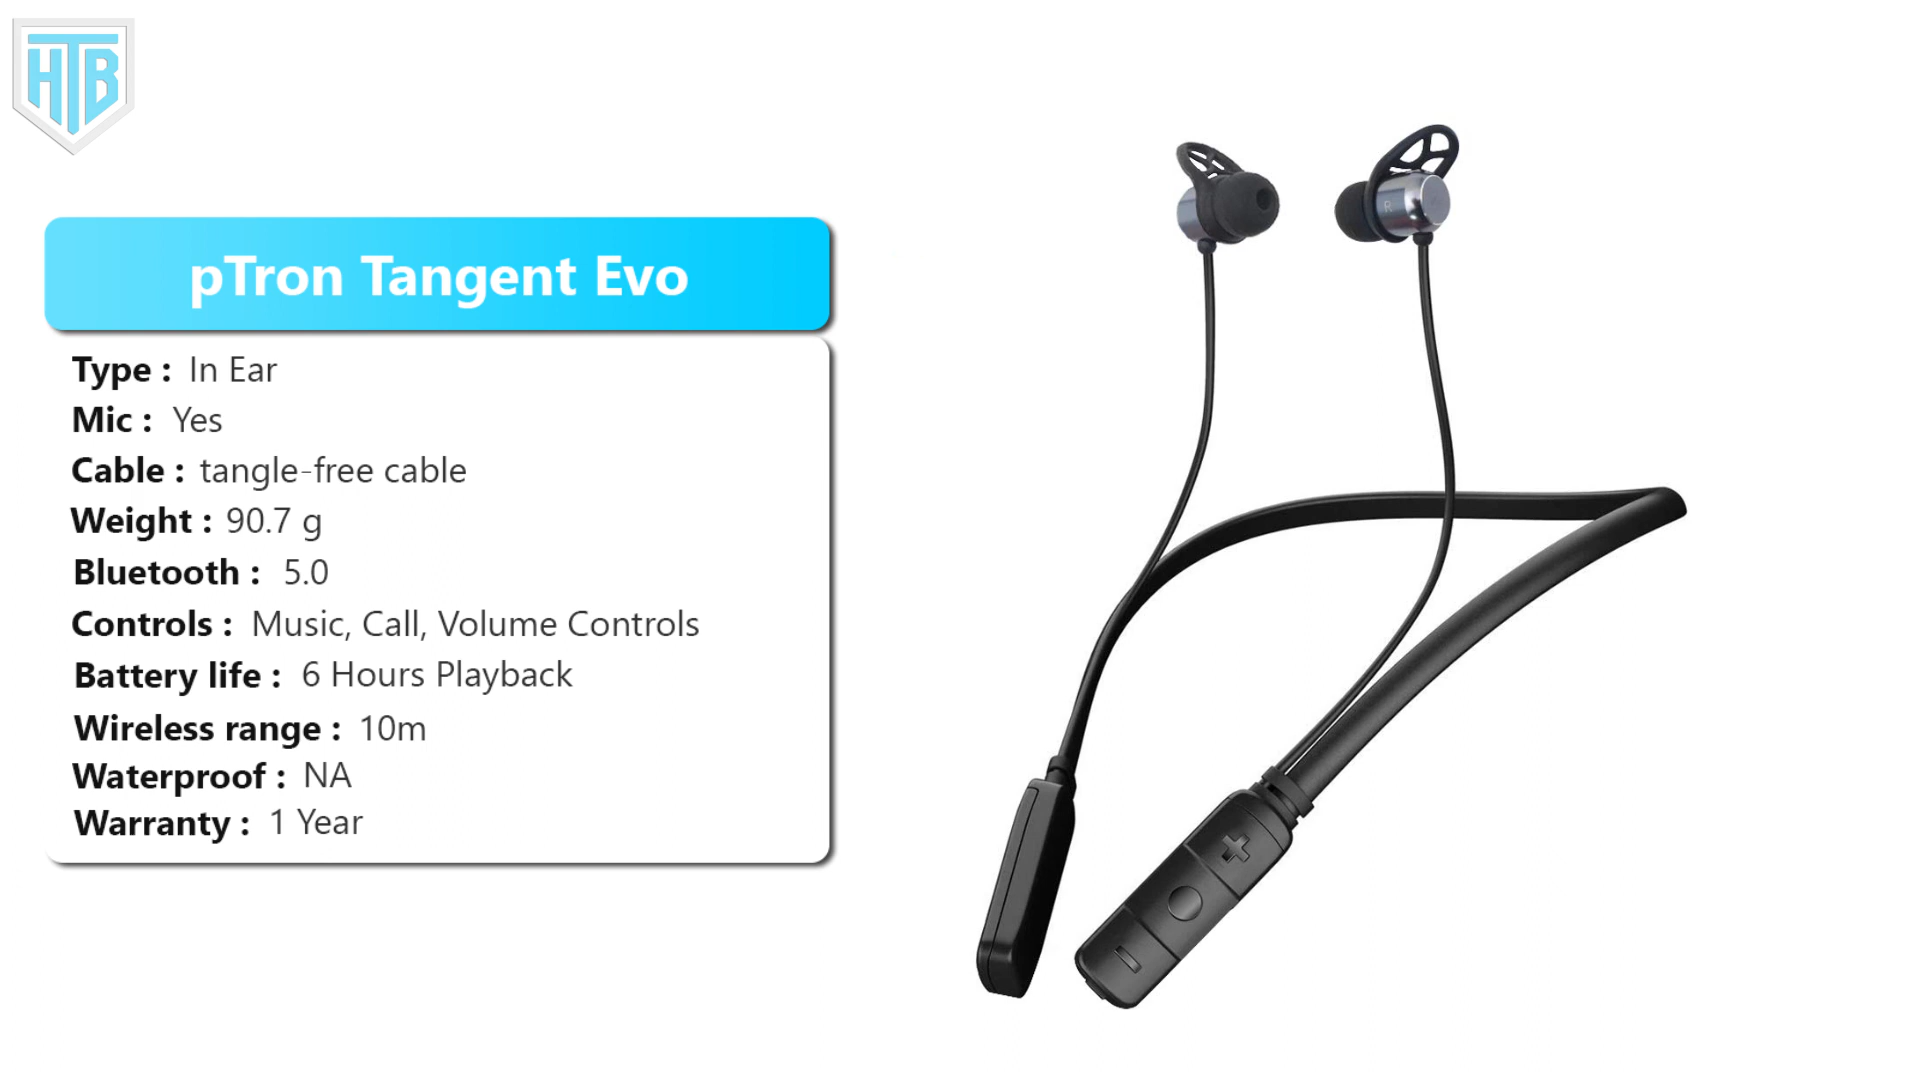 HTB
pTron Tangent Evo
Type : In Ear
Mic : Yes
Cable : tangle-free cable
Weight : 90.7 g
Bluetooth : 5.0
Controls : Music, Call, Volume Controls
Battery life : 6 Hours Playback
Wireless range : 10m
Waterproof : NA
Warranty : 1 Year
R